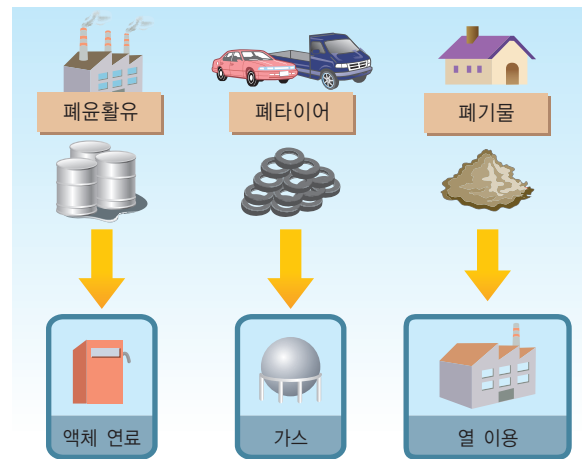 폐윤활유
폐타이어
폐기물
액체 연료
가스
열 이용